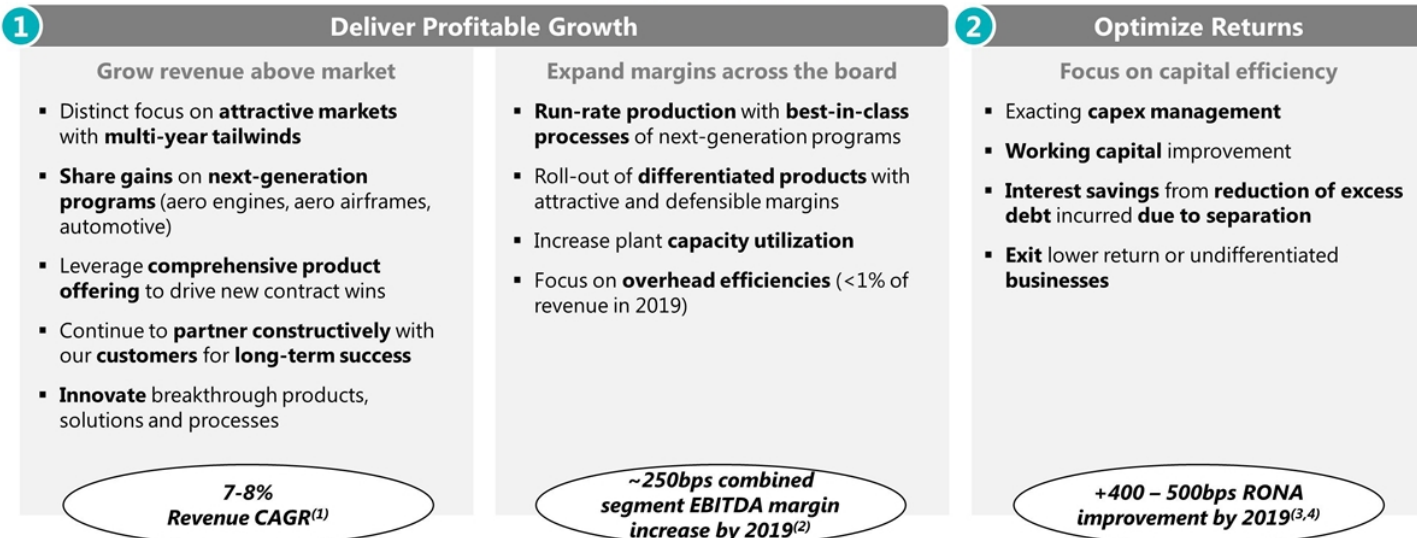 1
Deliver Profitable Growth
Grow revenue above market
▪ Distinct focus on attractive markets
with multi-year tailwinds
▪ Share gains on next-generation
programs (aero engines, aero airframes,
automotive)
▪ Leverage comprehensive product
offering to drive new contract wins
▪ Continue to partner constructively with
our customers for long-term success
▪ Innovate breakthrough products,
solutions and processes
7-8%
Revenue CAGR(1)
Expand margins across the board
▪ Run-rate production with best-in-class
processes of next-generation programs
▪ Roll-out of differentiated products with
attractive and defensible margins
▪ Increase plant capacity utilization
▪ Focus on overhead efficiencies (<1% of
revenue in 2019)
~250bps combined
segment EBITDA margin
increase by 2019(2)
2
Optimize Returns
Focus on capital efficiency
▪ Exacting capex management
▪ Working capital improvement
▪ Interest savings from reduction of excess
debt incurred due to separation
▪ Exit lower return or undifferentiated
businesses
+400 – 500bps RONA
improvement by 2019(3,4)